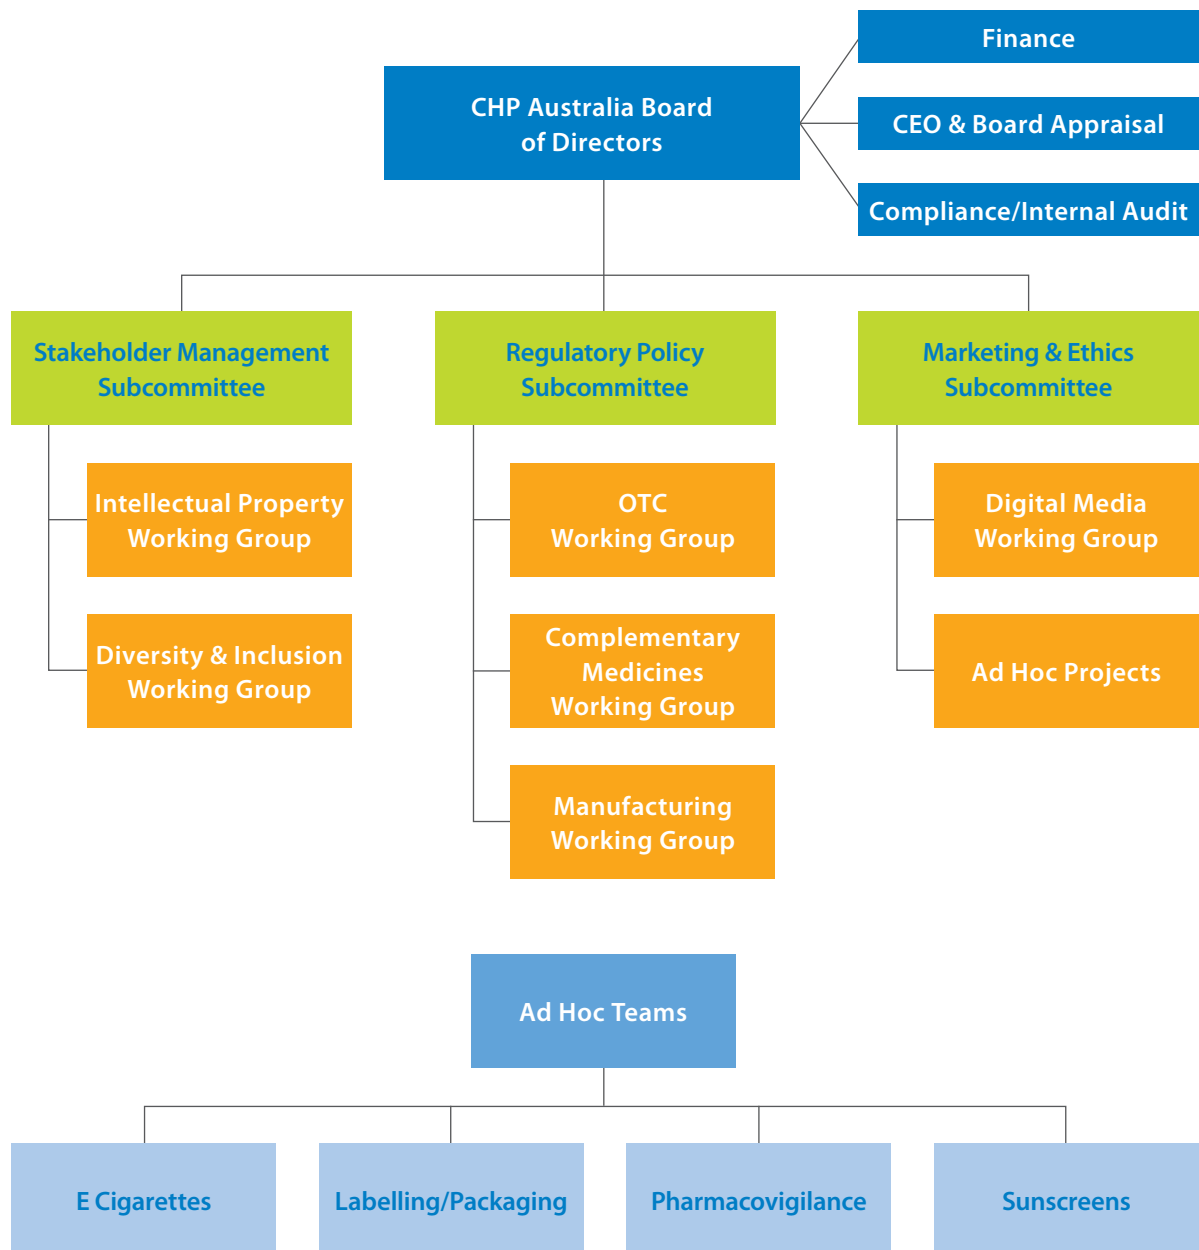 Finance
CHP Australia Board
of Directors
CEO & Board Appraisal
Compliance/Internal Audit
Stakeholder Management
Subcommittee
Regulatory Policy
Subcommittee
Marketing & Ethics
Subcommittee
Intellectual Property
Working Group
OTC
Working Group
Digital Media
Working Group
Diversity & Inclusion
Working Group
Complementary
Medicines
Working Group
Ad Hoc Projects
Manufacturing
Working Group
Ad Hoc Teams
E Cigarettes
Labelling/Packaging
Pharmacovigilance
Sunscreens